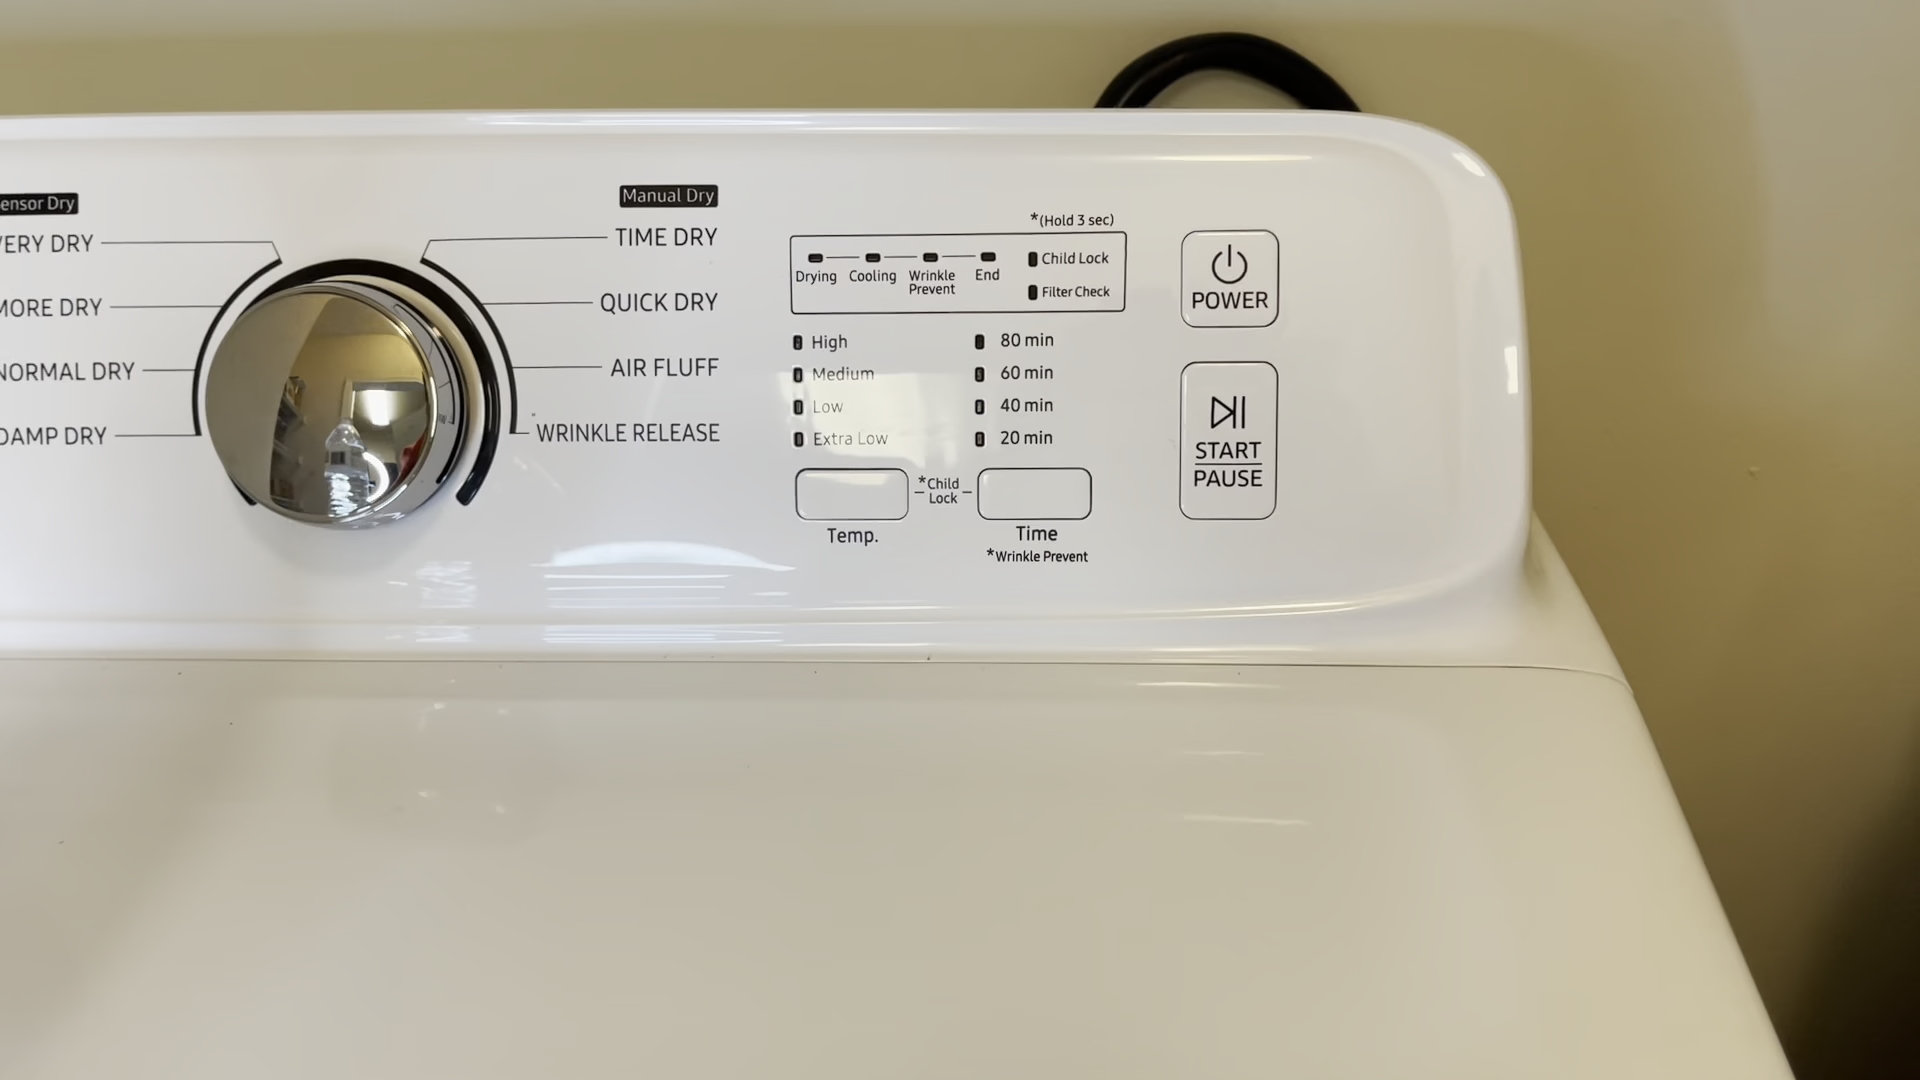 ensor Dry
VERY DRY
MORE DRY
NORMAL DRY
DAMP DRY
Manual Dry
TIME DRY
QUICK DRY
AIR FLUFF
WRINKLE RELEASE
*(Hold 3 sec)
Drying Cooling Wrinkle Prevent End
Child Lock
Filter Check
High
Medium
Low
Extra Low
80 min
60 min
40 min
20 min
Temp.
*Child
Lock
Time
*Wrinkle Prevent
POWER
START
PAUSE